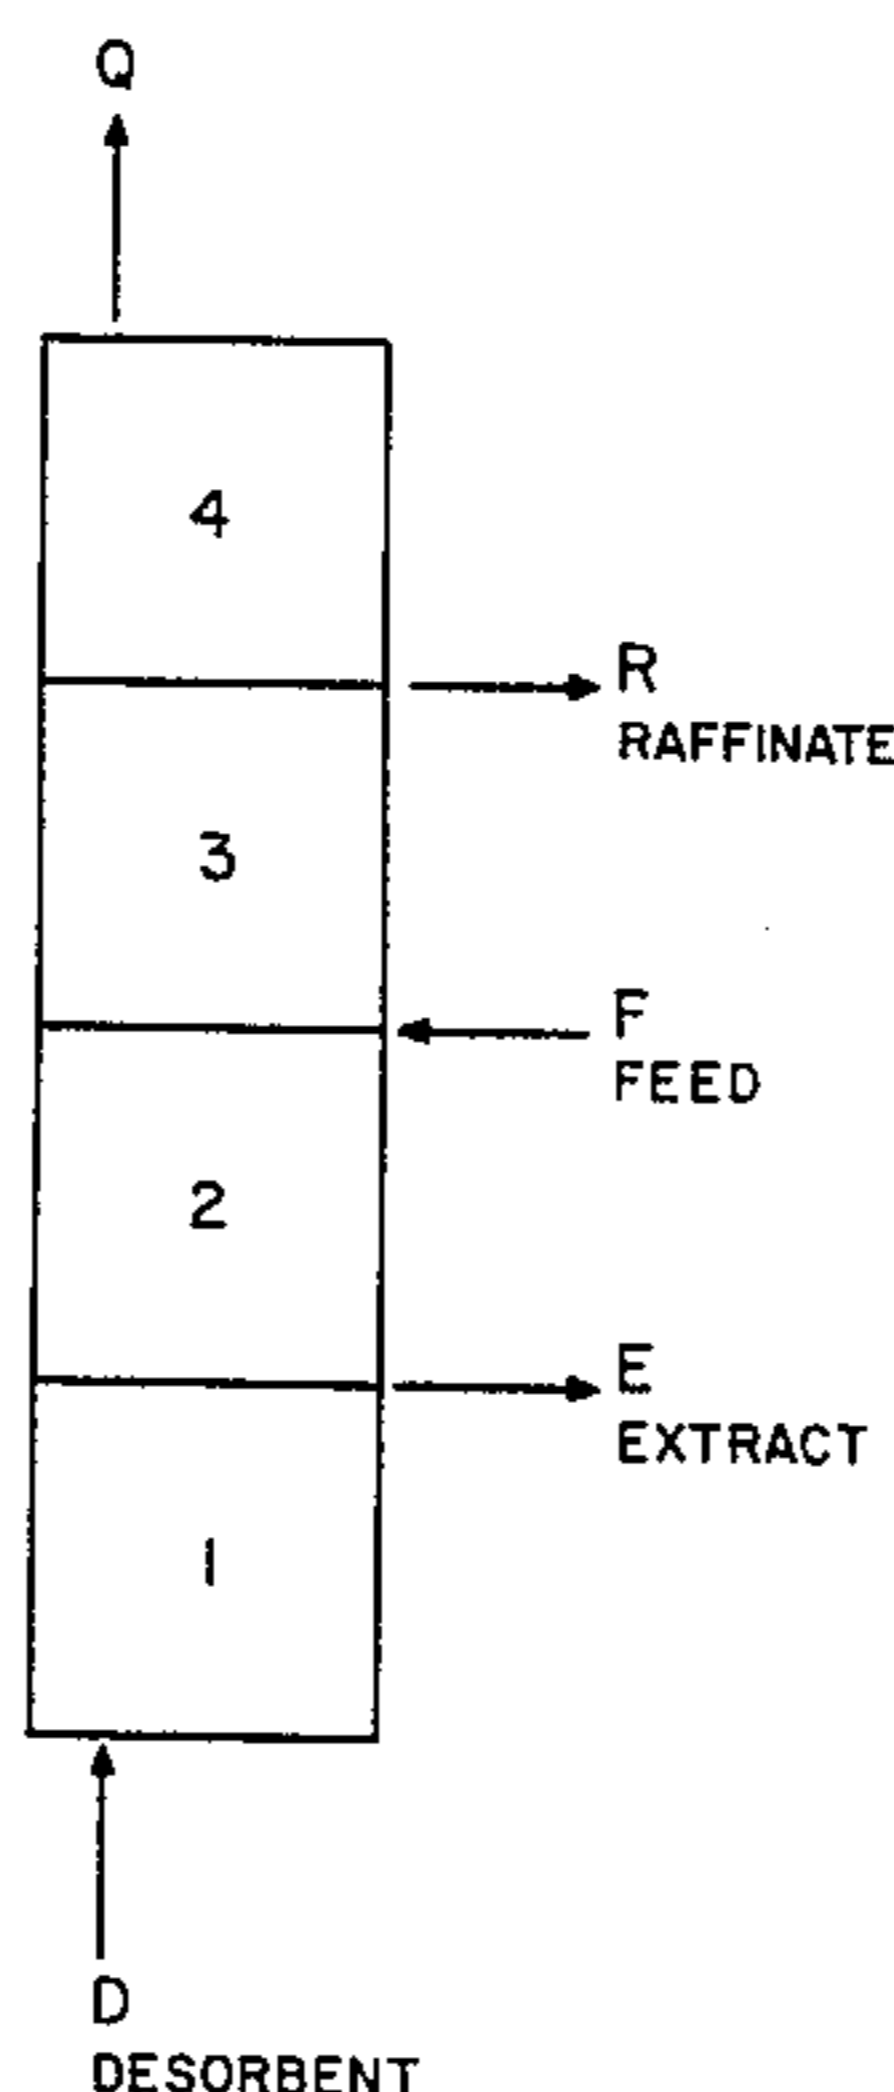 Q
4
R
RAFFINATE
3
F
FEED
2
E
EXTRACT
1
D
DESORBENT